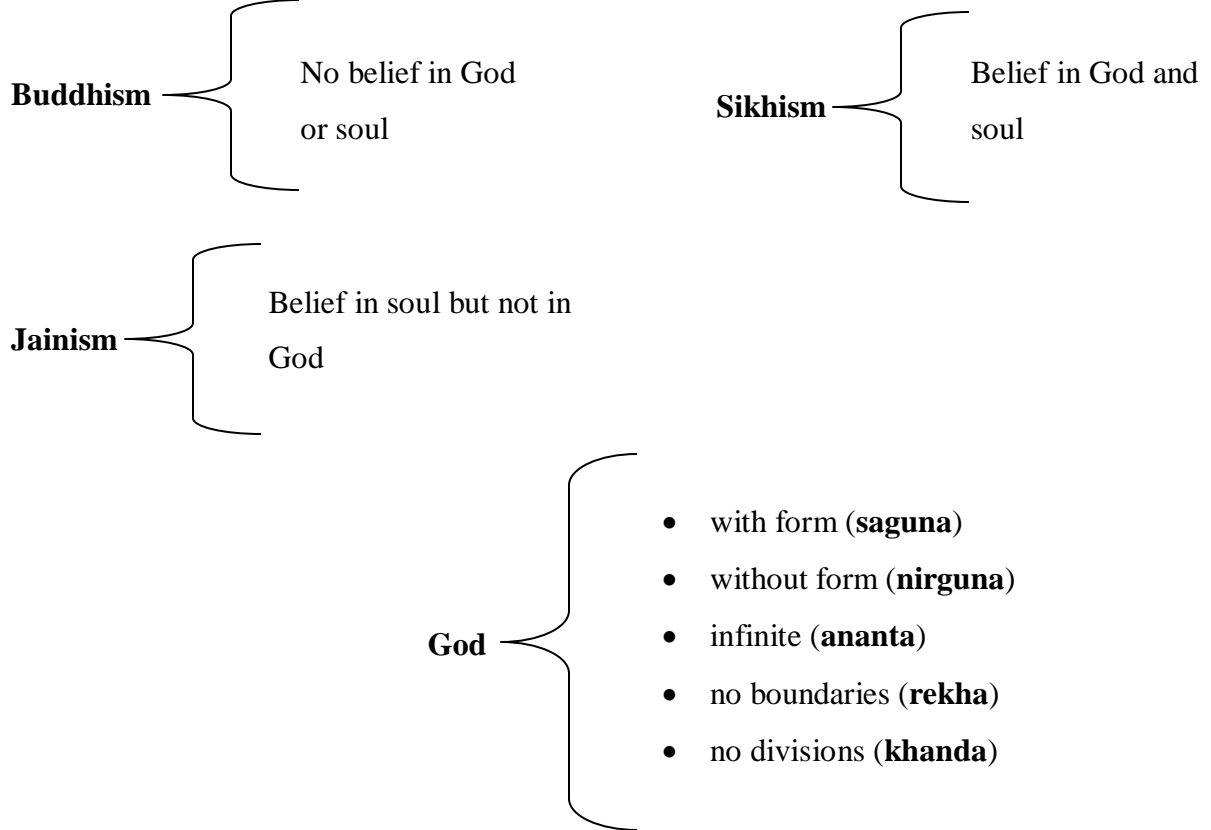 Buddhism
No belief in God
or soul
Sikhism
Belief in God and
soul
Jainism
Belief in soul but not in
God
God
• with form (saguna)
• without form (nirguna)
• infinite (ananta)
• no boundaries (rekha)
• no divisions (khanda)